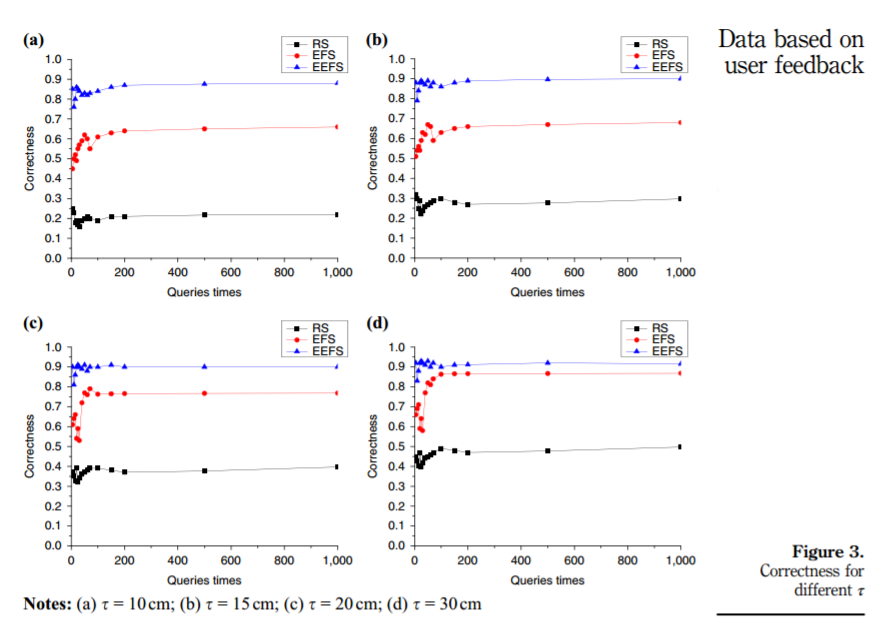 Data based on
user feedback
(a)
RS
EFS
EEFS
1.0
0.9
0.8
0.7
0.6
0.5
0.4
0.3
0.2
0.1
0.0
Correctness
0 200 400 600 800 1,000
Queries times
(b)
RS
EFS
EEFS
1.0
0.9
0.8
0.7
0.6
0.5
0.4
0.3
0.2
0.1
0.0
Correctness
0 200 400 600 800 1,000
Queries times
(c)
RS
EFS
EEFS
1.0
0.9
0.8
0.7
0.6
0.5
0.4
0.3
0.2
0.1
0.0
Correctness
0 200 400 600 800 1,000
Queries times
(d)
RS
EFS
EEFS
1.0
0.9
0.8
0.7
0.6
0.5
0.4
0.3
0.2
0.1
0.0
Correctness
0 200 400 600 800 1,000
Queries times
Notes: (a) τ = 10 cm; (b) τ = 15 cm; (c) τ = 20 cm; (d) τ = 30 cm
Figure 3.
Correctness for
different τ